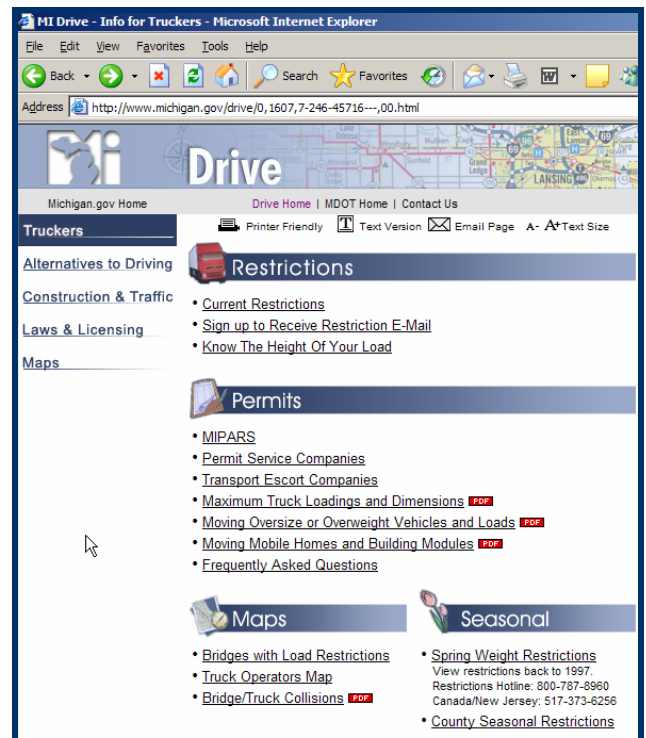 MI Drive - Info for Truckers - Microsoft Internet Explorer
File Edit View Favorites Tools Help
Back Search Favorites
Address http://www.michigan.gov/drive/0,1607,7-246-45716---,00.html
Mi Drive
Michigan.gov Home Drive Home | MDOT Home | Contact Us
Truckers
Printer Friendly T Text Version Email Page A- A+ Text Size
Alternatives to Driving
Construction & Traffic
Laws & Licensing
Maps
Restrictions
• Current Restrictions
• Sign up to Receive Restriction E-Mail
• Know The Height Of Your Load
Permits
• MIPARS
• Permit Service Companies
• Transport Escort Companies
• Maximum Truck Loadings and Dimensions PDF
• Moving Oversize or Overweight Vehicles and Loads PDF
• Moving Mobile Homes and Building Modules PDF
• Frequently Asked Questions
Maps
• Bridges with Load Restrictions
• Truck Operators Map
• Bridge/Truck Collisions PDF
Seasonal
• Spring Weight Restrictions
View restrictions back to 1997.
Restrictions Hotline: 800-787-8960
Canada/New Jersey: 517-373-6256
• County Seasonal Restrictions